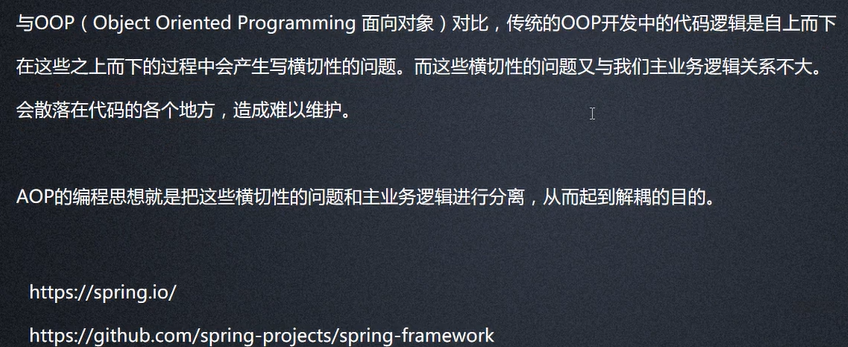 与OOP（Object Oriented Programming 面向对象）对比，传统的OOP开发中的代码逻辑是自上而下
在这些之上而下的过程中会产生写横切性的问题。而这些横切性的问题又与我们主业务逻辑关系不大。
会散落在代码的各个地方，造成难以维护。
AOP的编程思想就是把这些横切性的问题和主业务逻辑进行分离，从而起到解耦的目的。
https://spring.io/
https://github.com/spring-projects/spring-framework